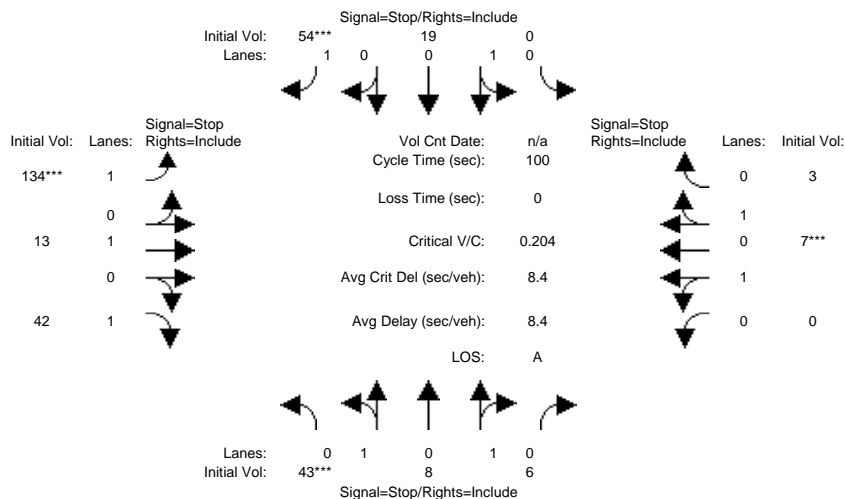 Signal=Stop/Rights=Include
Initial Vol: 54*** 19 0
Lanes: 1 0 0 1 0
Signal=Stop Signal=Stop
Initial Vol: Lanes: Rights=Include Vol Cnt Date: n/a Rights=Include Lanes: Initial Vol:
Cycle Time (sec): 100
134*** 1 0 3
Loss Time (sec): 0
0 1
13 1 Critical V/C: 0.204 0 7***
0 Avg Crit Del (sec/veh): 8.4 1
42 1 Avg Delay (sec/veh): 8.4 0 0
LOS: A
Lanes: 0 1 0 1 0
Initial Vol: 43*** 8 6
Signal=Stop/Rights=Include